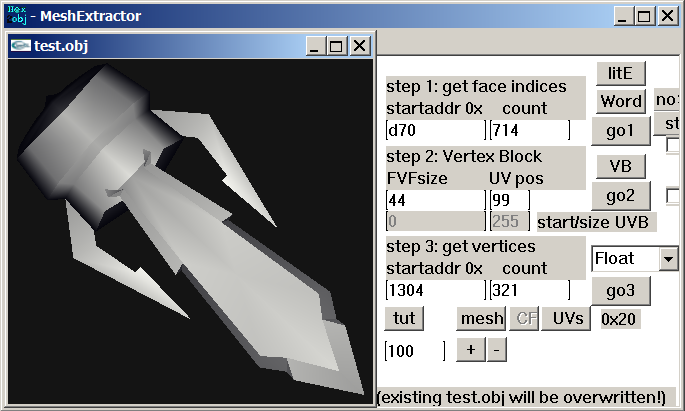 Hex
obj - MeshExtractor
test.obj
step 1: get face indices
startaddr 0x count
litE
Word
no
d70 714
go1
st
step 2: Vertex Block
FVFsize UV pos
VB
44 99
go2
0 255 start/size UVB
step 3: get vertices
startaddr 0x count
Float
1304 321
go3
tut mesh CF UVs 0x20
100 + -
(existing test.obj will be overwritten!)